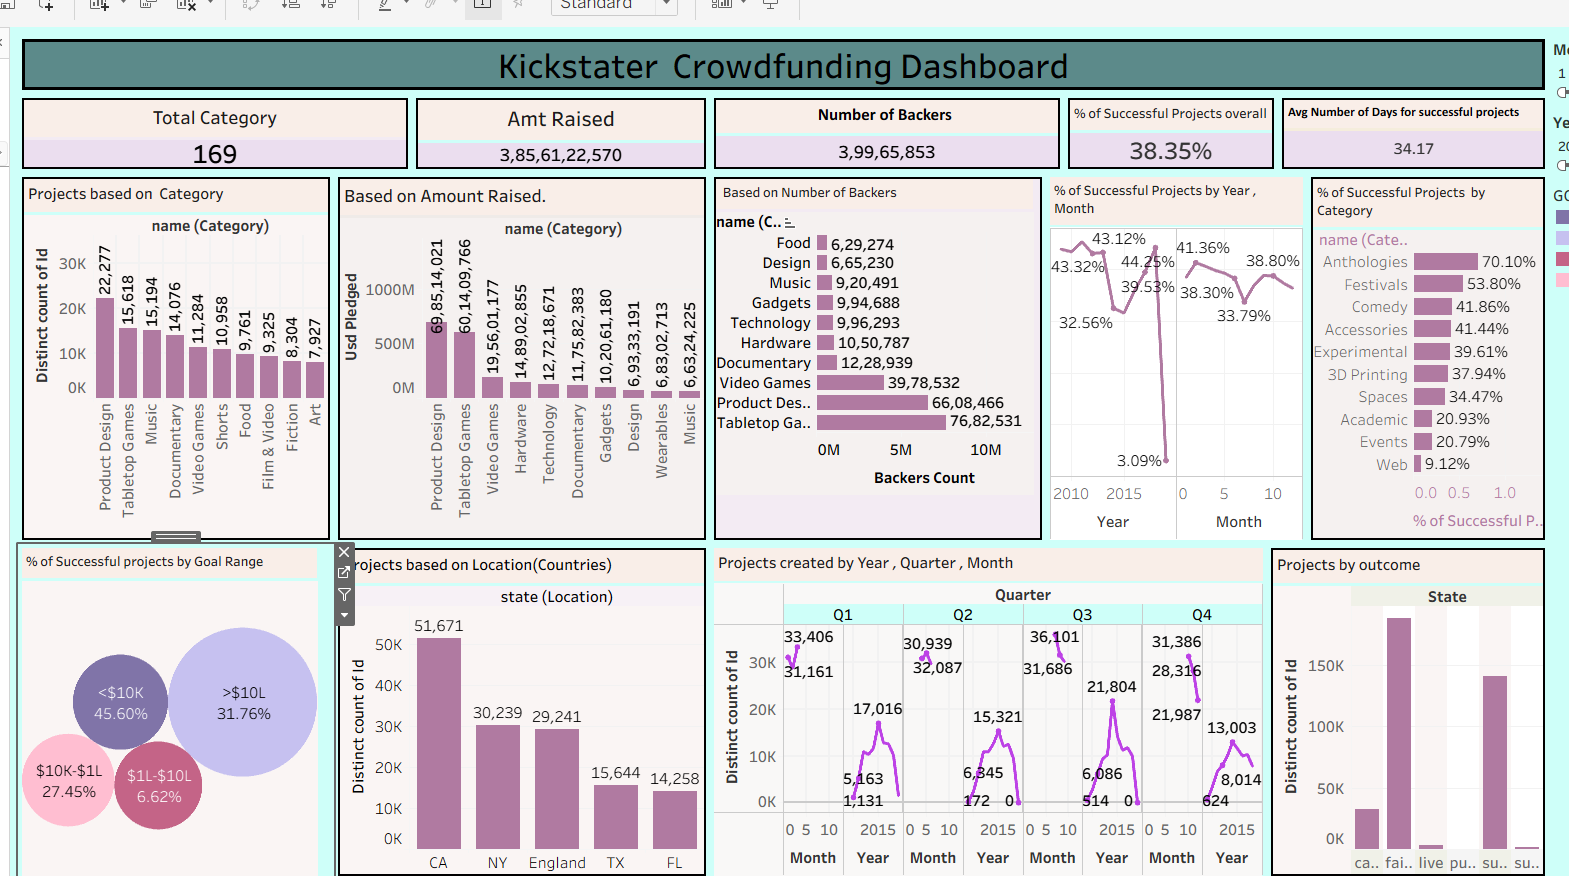 Standard
Kickstater Crowdfunding Dashboard
Total Category
169
Amt Raised
3,85,61,22,570
Number of Backers
3,99,65,853
% of Successful Projects overall
38.35%
Avg Number of Days for successful projects
34.17
Projects based on Category
name (Category)
Distinct count of Id
30K
20K
10K
0K
22,277
15,618
15,194
14,076
11,284
10,958
9,761
9,325
8,304
7,927
Product Design
Tabletop Games
Music
Documentary
Video Games
Shorts
Food
Film & Video
Fiction
Art
Based on Amount Raised.
name (Category)
Usd Pledged
1000M
500M
0M
69,85,14,021
60,14,09,766
19,56,01,177
14,89,02,855
12,72,18,671
11,75,82,383
10,20,61,180
6,93,33,191
6,83,02,713
6,63,24,225
Product Design
Tabletop Games
Video Games
Hardware
Technology
Documentary
Gadgets
Design
Wearables
Music
Based on Number of Backers
name (C..
Food 6,29,274
Design 6,65,230
Music 9,20,491
Gadgets 9,94,688
Technology 9,96,293
Hardware 10,50,787
Documentary 12,28,939
Video Games 39,78,532
Product Des.. 66,08,466
Tabletop Ga.. 76,82,531
0M 5M 10M
Backers Count
% of Successful Projects by Year ,
Month
43.12%
43.32%
44.25%
39.53%
32.56%
3.09%
41.36%
38.80%
38.30%
33.79%
2010 2015 0 5 10
Year Month
% of Successful Projects by
Category
name (Cate..
Anthologies 70.10%
Festivals 53.80%
Comedy 41.86%
Accessories 41.44%
Experimental 39.61%
3D Printing 37.94%
Spaces 34.47%
Academic 20.93%
Events 20.79%
Web 9.12%
0.0 0.5 1.0
% of Successful P..
% of Successful projects by Goal Range
<$10K
45.60%
>$10L
31.76%
$10K-$1L
27.45%
$1L-$10L
6.62%
rojects based on Location(Countries)
state (Location)
Distinct count of Id
50K
40K
30K
20K
10K
0K
51,671
30,239
29,241
15,644
14,258
CA NY England TX FL
Projects created by Year , Quarter , Month
Quarter
Q1 Q2 Q3 Q4
Distinct count of Id
30K
20K
10K
0K
33,406
31,161
17,016
5,163
1,131
30,939
32,087
15,321
6,345
172 0
36,101
31,686
21,804
6,086
514 0
31,386
28,316
21,987
13,003
8,014
624
0 5 10 2015 0 5 10 2015 0 5 10 2015 0 5 10 2015
Month Year Month Year Month Year Month Year
Projects by outcome
State
Distinct count of Id
150K
100K
50K
0K
ca.. fai.. live pu.. su.. su..